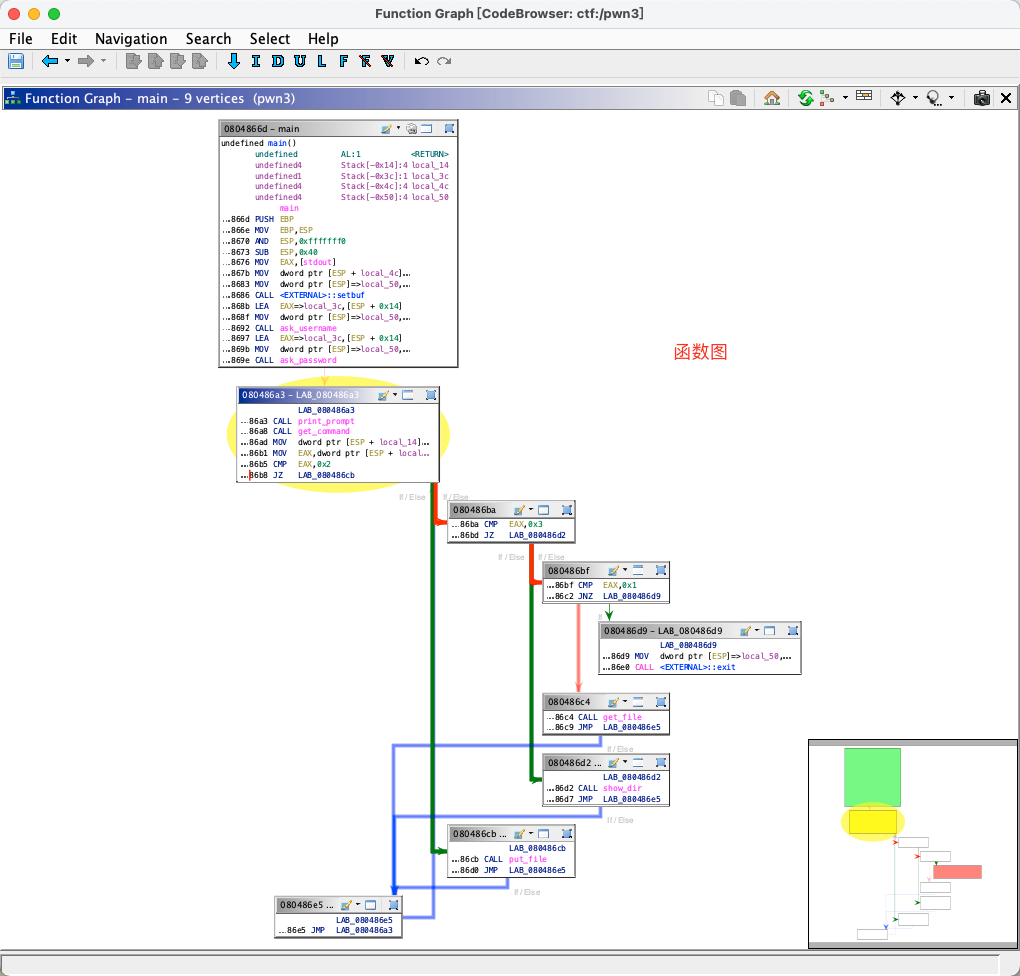 Function Graph [CodeBrowser: ctf:/pwn3]
File Edit Navigation Search Select Help
I D U L F F V
Function Graph - main - 9 vertices (pwn3)
0804866d - main
undefined main()
undefined AL:1 <RETURN>
undefined4 Stack[-0x14]:4 local_14
undefined1 Stack[-0x3c]:1 local_3c
undefined4 Stack[-0x4c]:4 local_4c
undefined4 Stack[-0x50]:4 local_50
main
...866d PUSH EBP
...866e MOV EBP,ESP
...8670 AND ESP,0xfffffff0
...8673 SUB ESP,0x40
...8676 MOV EAX,[stdout]
...867b MOV dword ptr [ESP + local_4c]...
...8683 MOV dword ptr [ESP]=>local_50,...
...8686 CALL <EXTERNAL>::setbuf
...868b LEA EAX=>local_3c,[ESP + 0x14]
...868f MOV dword ptr [ESP]=>local_50,...
...8692 CALL ask_username
...8697 LEA EAX=>local_3c,[ESP + 0x14]
...869b MOV dword ptr [ESP]=>local_50,...
...869e CALL ask_password
函数图
080486a3 - LAB_080486a3
LAB_080486a3
...86a3 CALL print_prompt
...86a8 CALL get_command
...86ad MOV dword ptr [ESP + local_14]...
...86b1 MOV EAX,dword ptr [ESP + local...
...86b5 CMP EAX,0x2
...86b8 JZ LAB_080486cb
If / Else
If / Else
080486ba
...86ba CMP EAX,0x3
...86bd JZ LAB_080486d2
If / Else
If / Else
080486bf
...86bf CMP EAX,0x1
...86c2 JNZ LAB_080486d9
If
080486d9 - LAB_080486d9
LAB_080486d9
...86d9 MOV dword ptr [ESP]=>local_50,...
...86e0 CALL <EXTERNAL>::exit
080486c4
...86c4 CALL get_file
...86c9 JMP LAB_080486e5
If / Else
080486d2 ...
LAB_080486d2
...86d2 CALL show_dir
...86d7 JMP LAB_080486e5
If / Else
080486cb ...
LAB_080486cb
...86cb CALL put_file
...86d0 JMP LAB_080486e5
If / Else
080486e5 ...
LAB_080486e5
...86e5 JMP LAB_080486a3